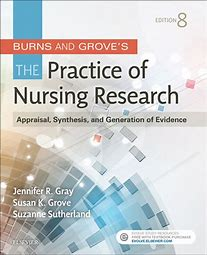 BURNS AND GROVE'S
EDITION 8
THE Practice of
Nursing Research
Appraisal, Synthesis, and Generation of Evidence
Jennifer R. Gray
Susan K. Grove
Suzanne Sutherland
ELSEVIER
EVOLVE STUDY RESOURCES
FREE WITH TEXTBOOK PURCHASE
EVOLVE.ELSEVIER.COM